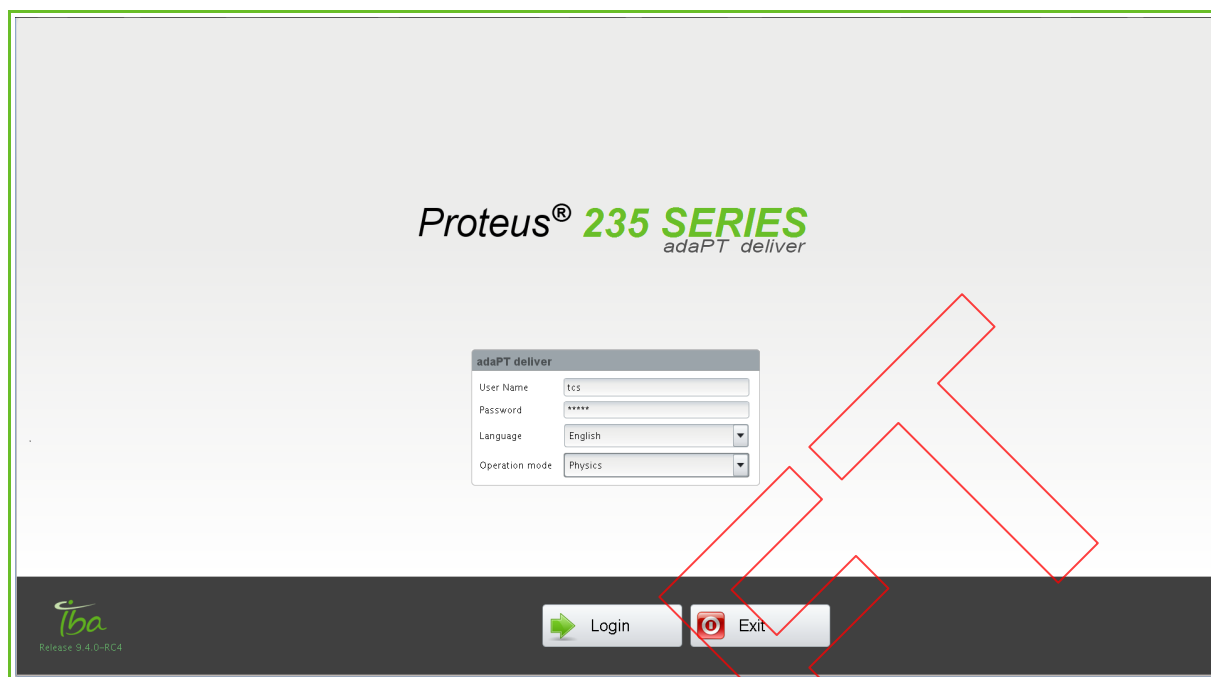 Proteus® 235 SERIES
adaPT deliver
adaPT deliver
User Name tcs
Password *****
Language English
Operation mode Physics
iba
Release 9.4.0-RC4
Login
Exit